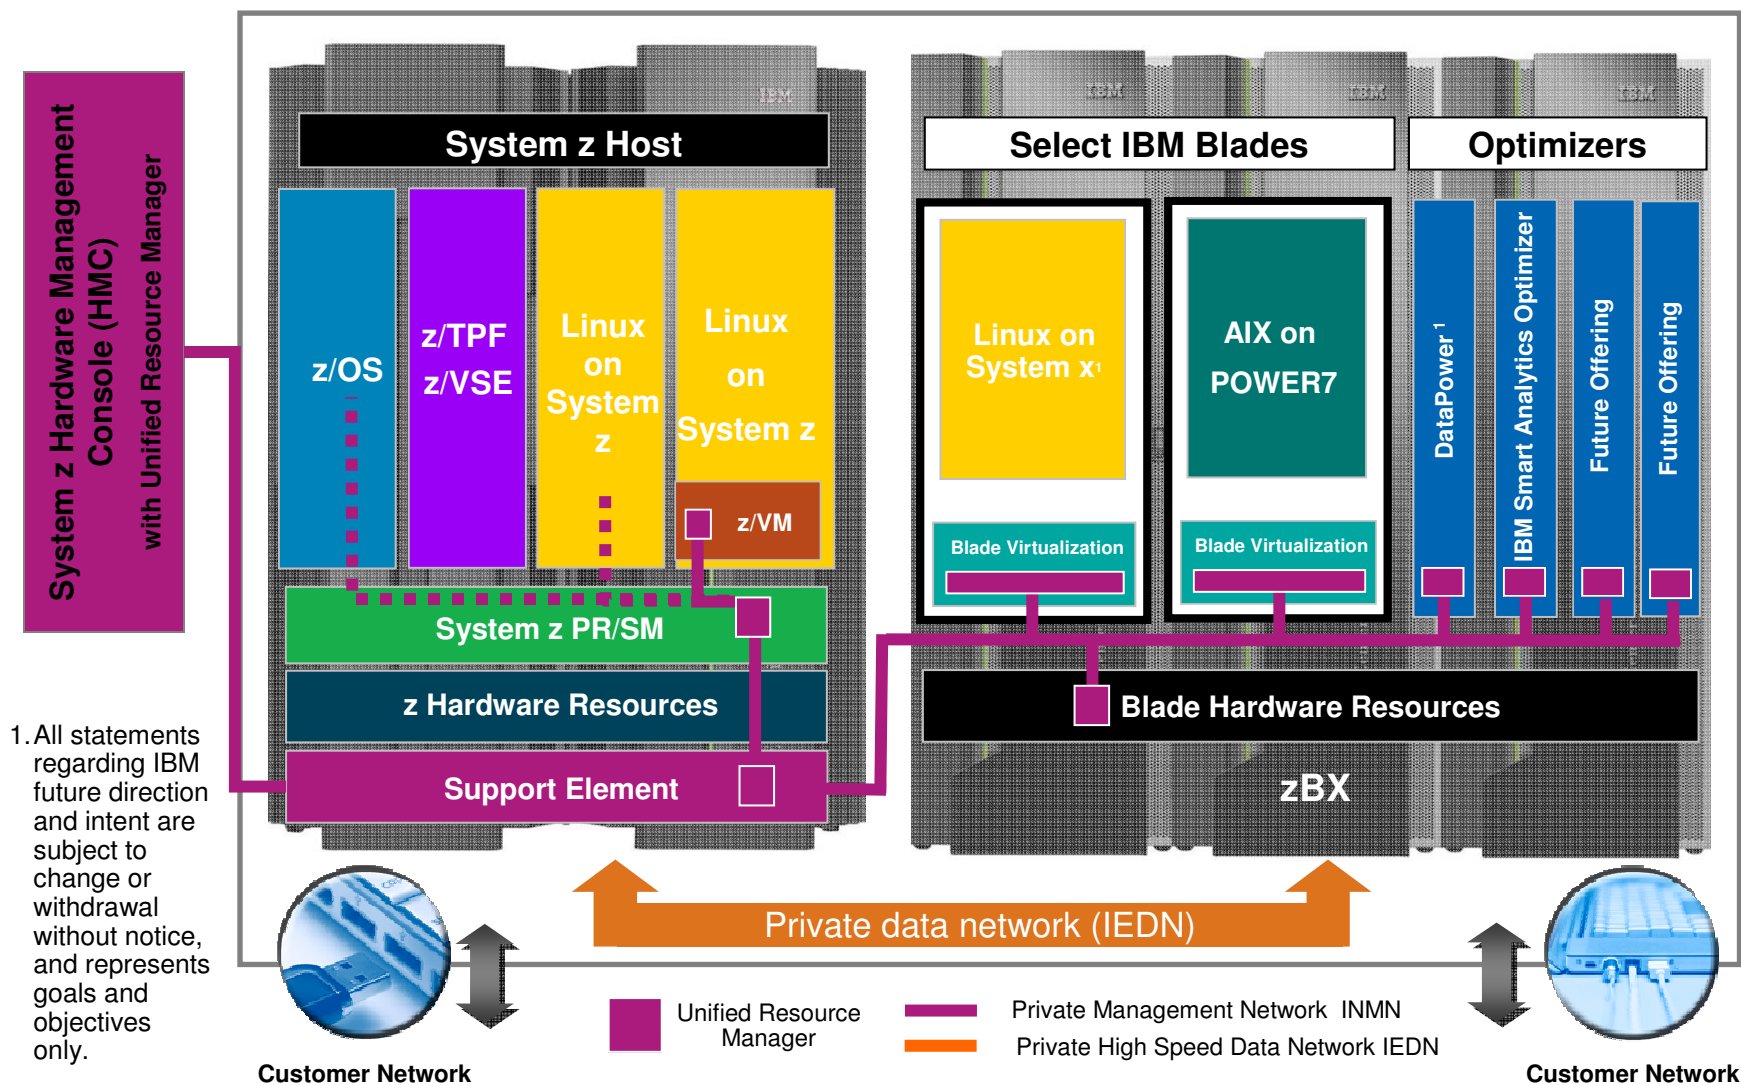 System z Hardware Management
Console (HMC)
with Unified Resource Manager
IBM
System z Host
z/OS
z/TPF
z/VSE
Linux
on
System
z
Linux
on
System z
z/VM
System z PR/SM
z Hardware Resources
Support Element
IBM
IBM
IBM
Select IBM Blades
Optimizers
Linux on
System x1
Blade Virtualization
AIX on
POWER7
Blade Virtualization
DataPower 1
IBM Smart Analytics Optimizer
Future Offering
Future Offering
Blade Hardware Resources
zBX
1. All statements
regarding IBM
future direction
and intent are
subject to
change or
withdrawal
without notice,
and represents
goals and
objectives
only.
Private data network (IEDN)
Unified Resource
Manager
Private Management Network INMN
Private High Speed Data Network IEDN
Customer Network
Customer Network